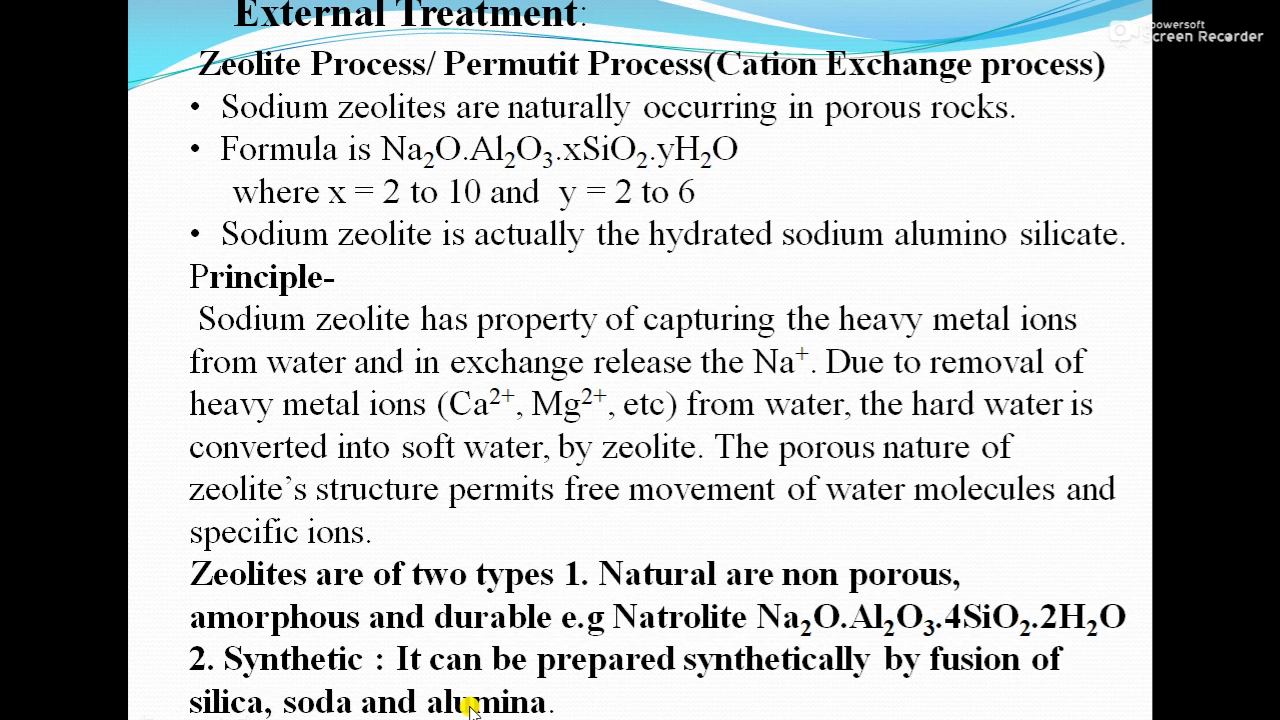 External Treatment:
apowersoft
Screen Recorder
Zeolite Process/ Permutit Process(Cation Exchange process)
• Sodium zeolites are naturally occurring in porous rocks.
• Formula is Na₂O.Al₂O₃.xSiO₂.yH₂O
where x = 2 to 10 and y = 2 to 6
• Sodium zeolite is actually the hydrated sodium alumino silicate.
Principle-
Sodium zeolite has property of capturing the heavy metal ions
from water and in exchange release the Na⁺. Due to removal of
heavy metal ions (Ca²⁺, Mg²⁺, etc) from water, the hard water is
converted into soft water, by zeolite. The porous nature of
zeolite’s structure permits free movement of water molecules and
specific ions.
Zeolites are of two types 1. Natural are non porous,
amorphous and durable e.g Natrolite Na₂O.Al₂O₃.4SiO₂.2H₂O
2. Synthetic : It can be prepared synthetically by fusion of
silica, soda and alumina.